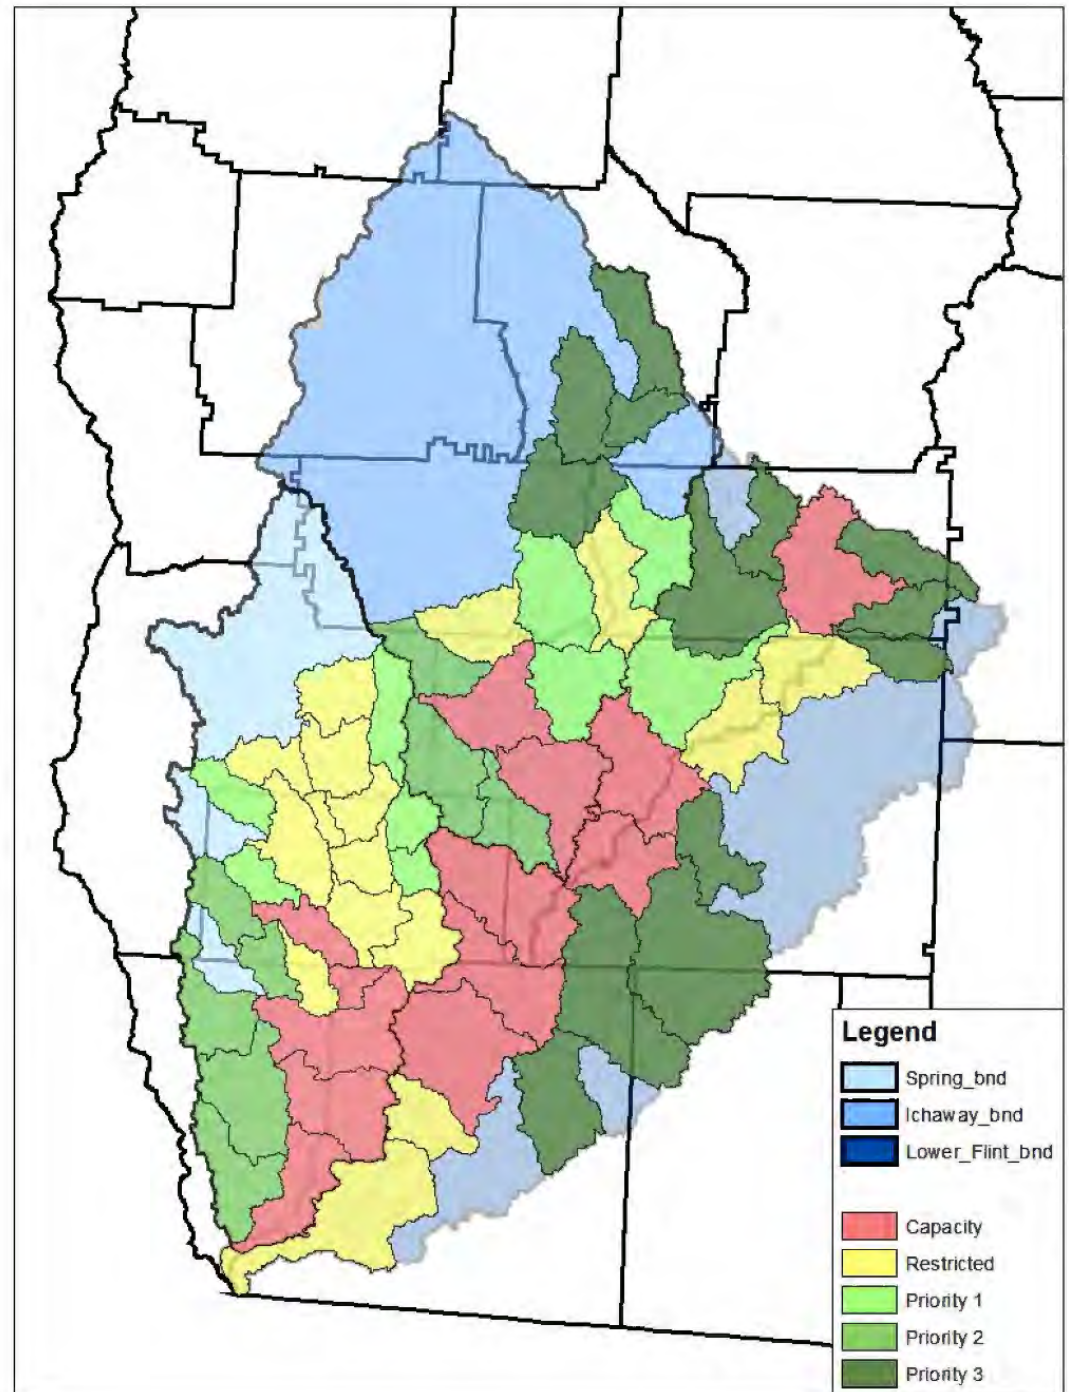 Legend
Spring_bnd
Ichaway_bnd
Lower_Flint_bnd
Capacity
Restricted
Priority 1
Priority 2
Priority 3